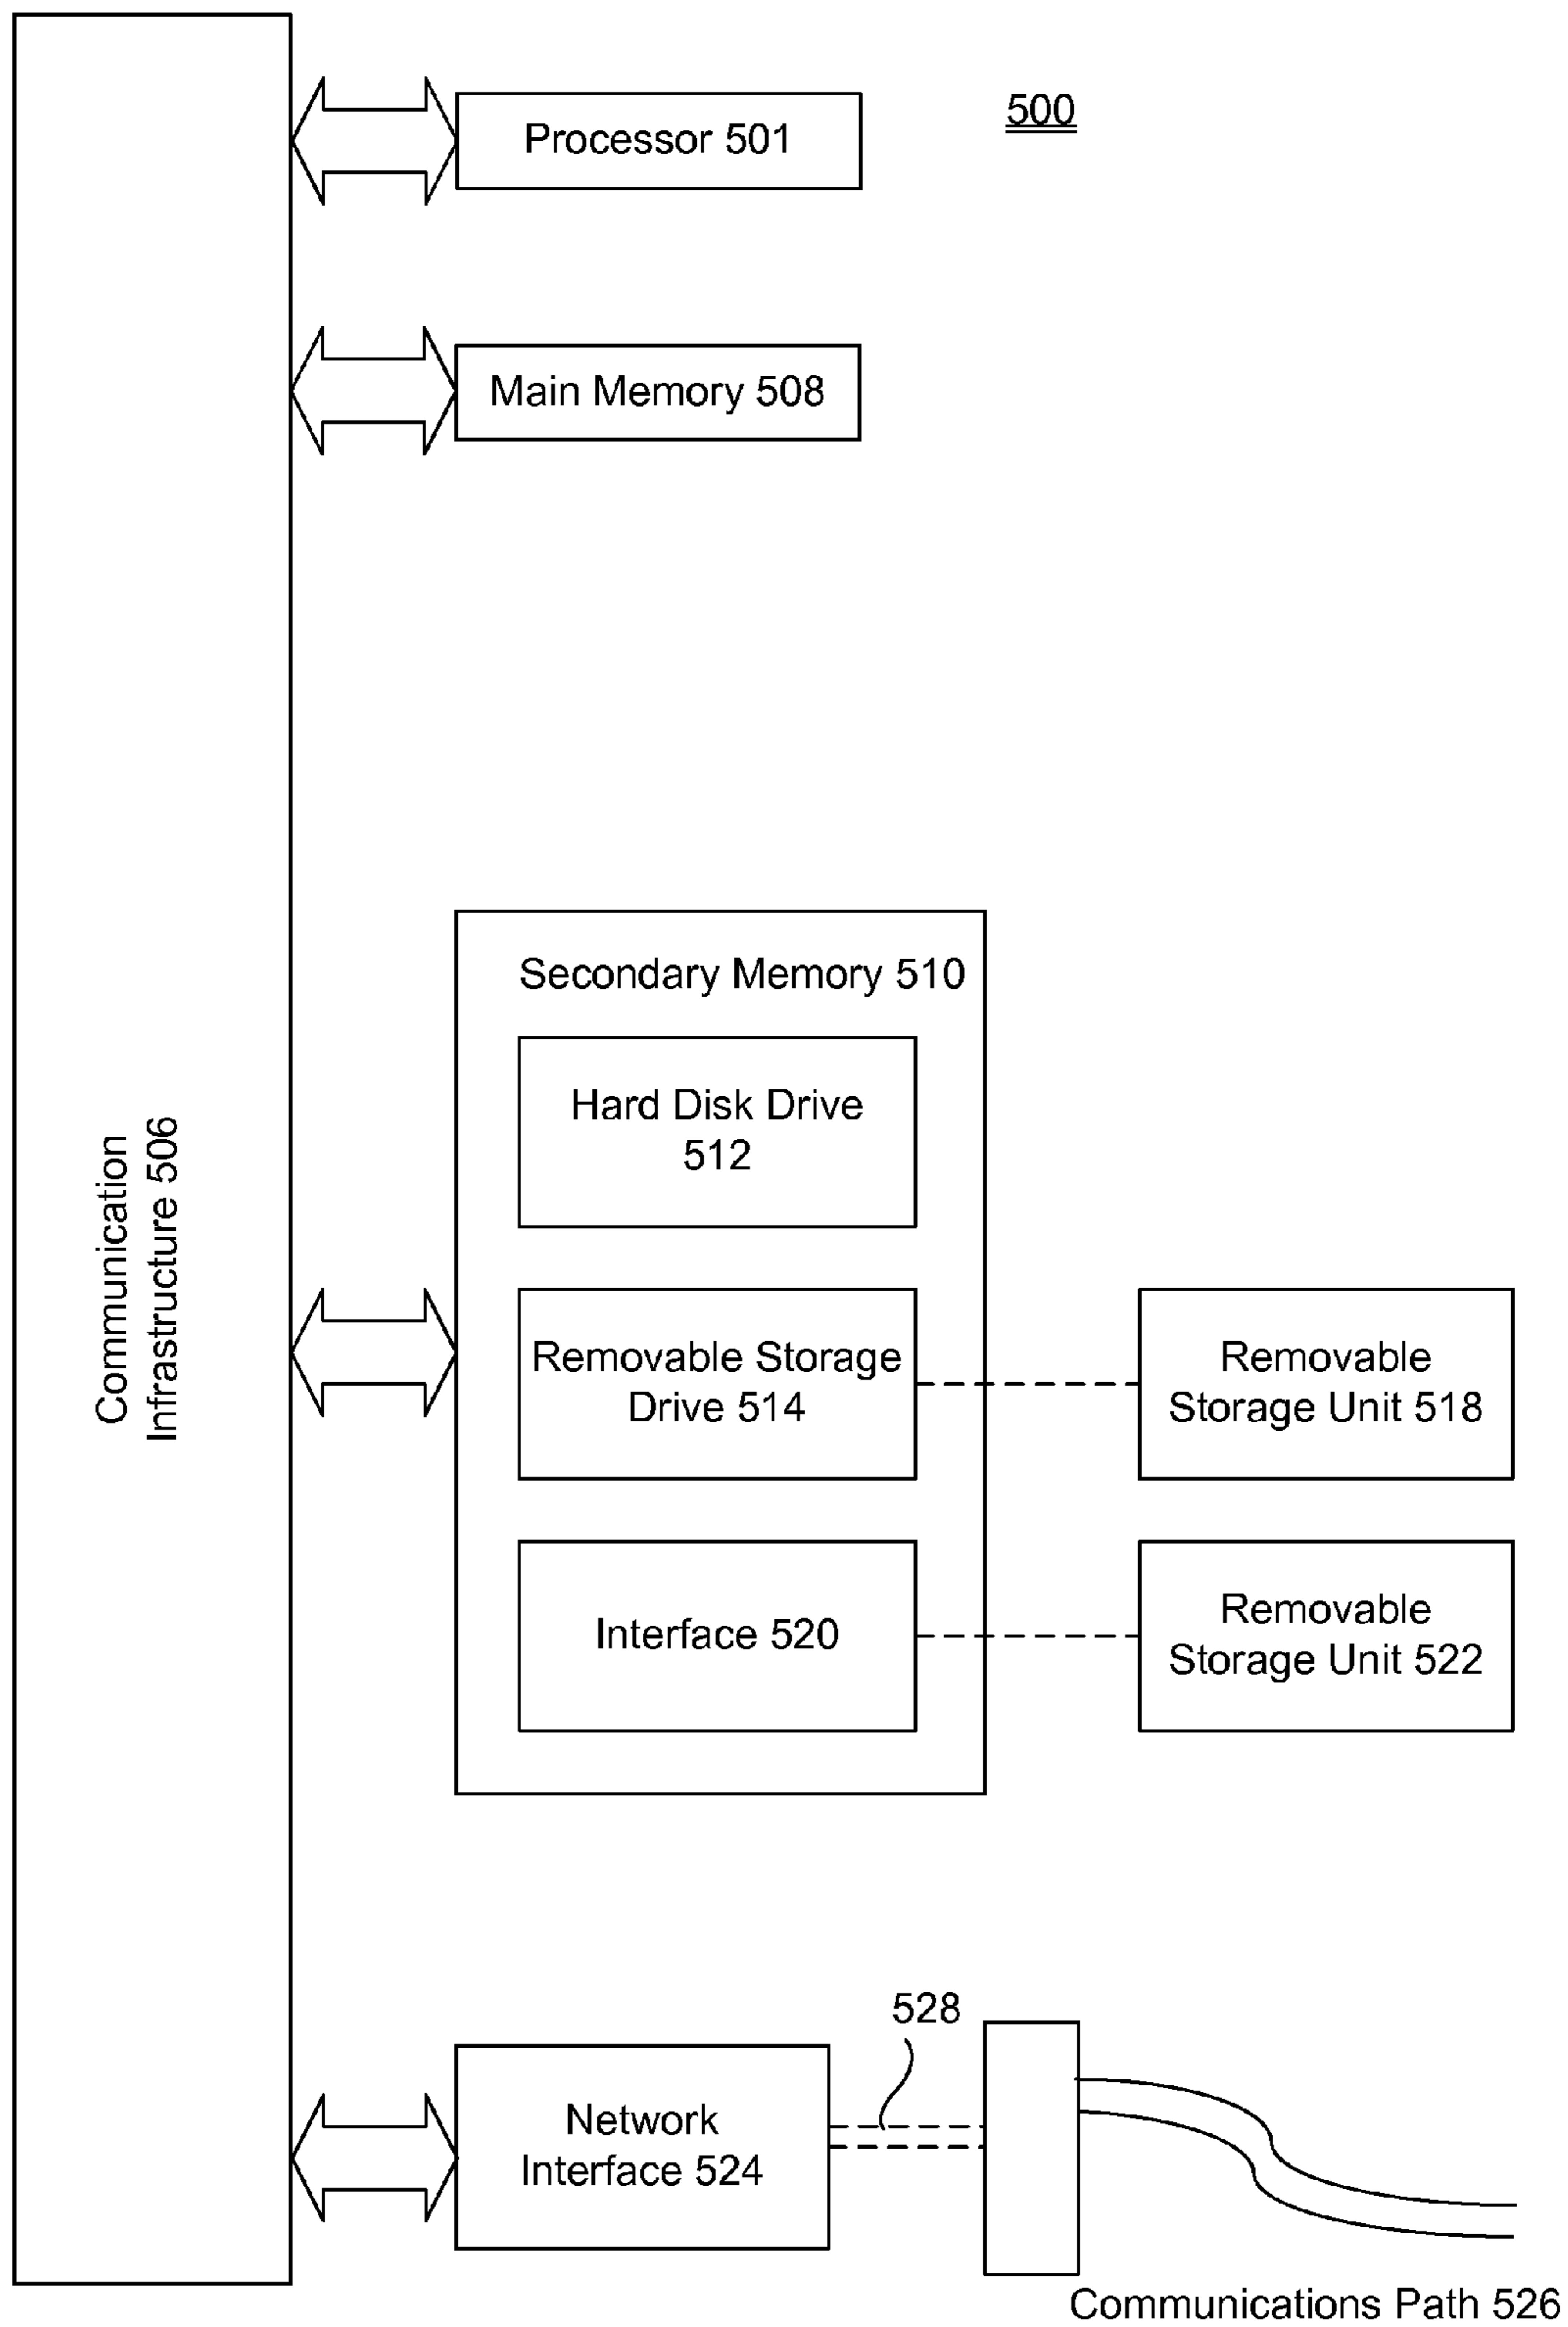 500
Processor 501
Main Memory 508
Communication
Infrastructure 506
Secondary Memory 510
Hard Disk Drive
512
Removable Storage
Drive 514
Removable
Storage Unit 518
Interface 520
Removable
Storage Unit 522
528
Network
Interface 524
Communications Path 526